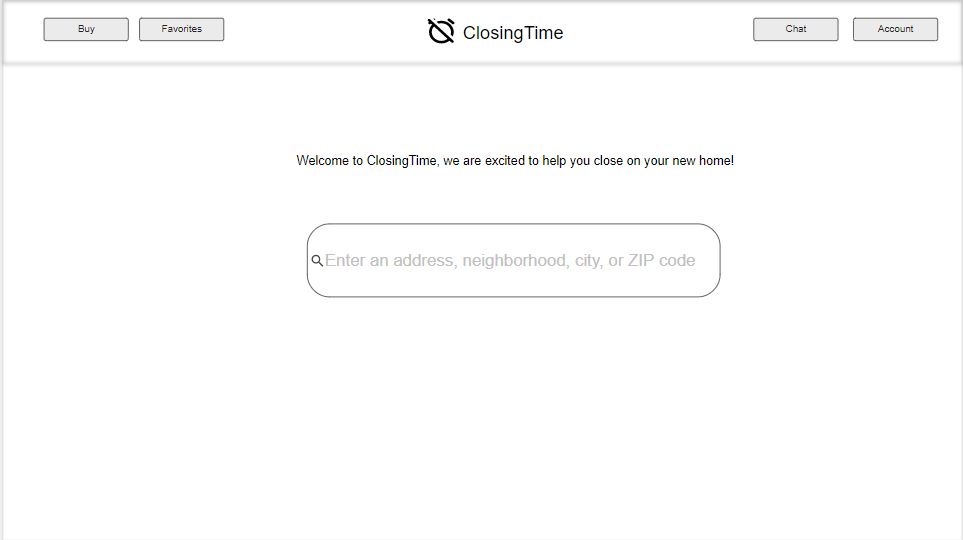 Buy
Favorites
ClosingTime
Chat
Account
Welcome to ClosingTime, we are excited to help you close on your new home!
Enter an address, neighborhood, city, or ZIP code